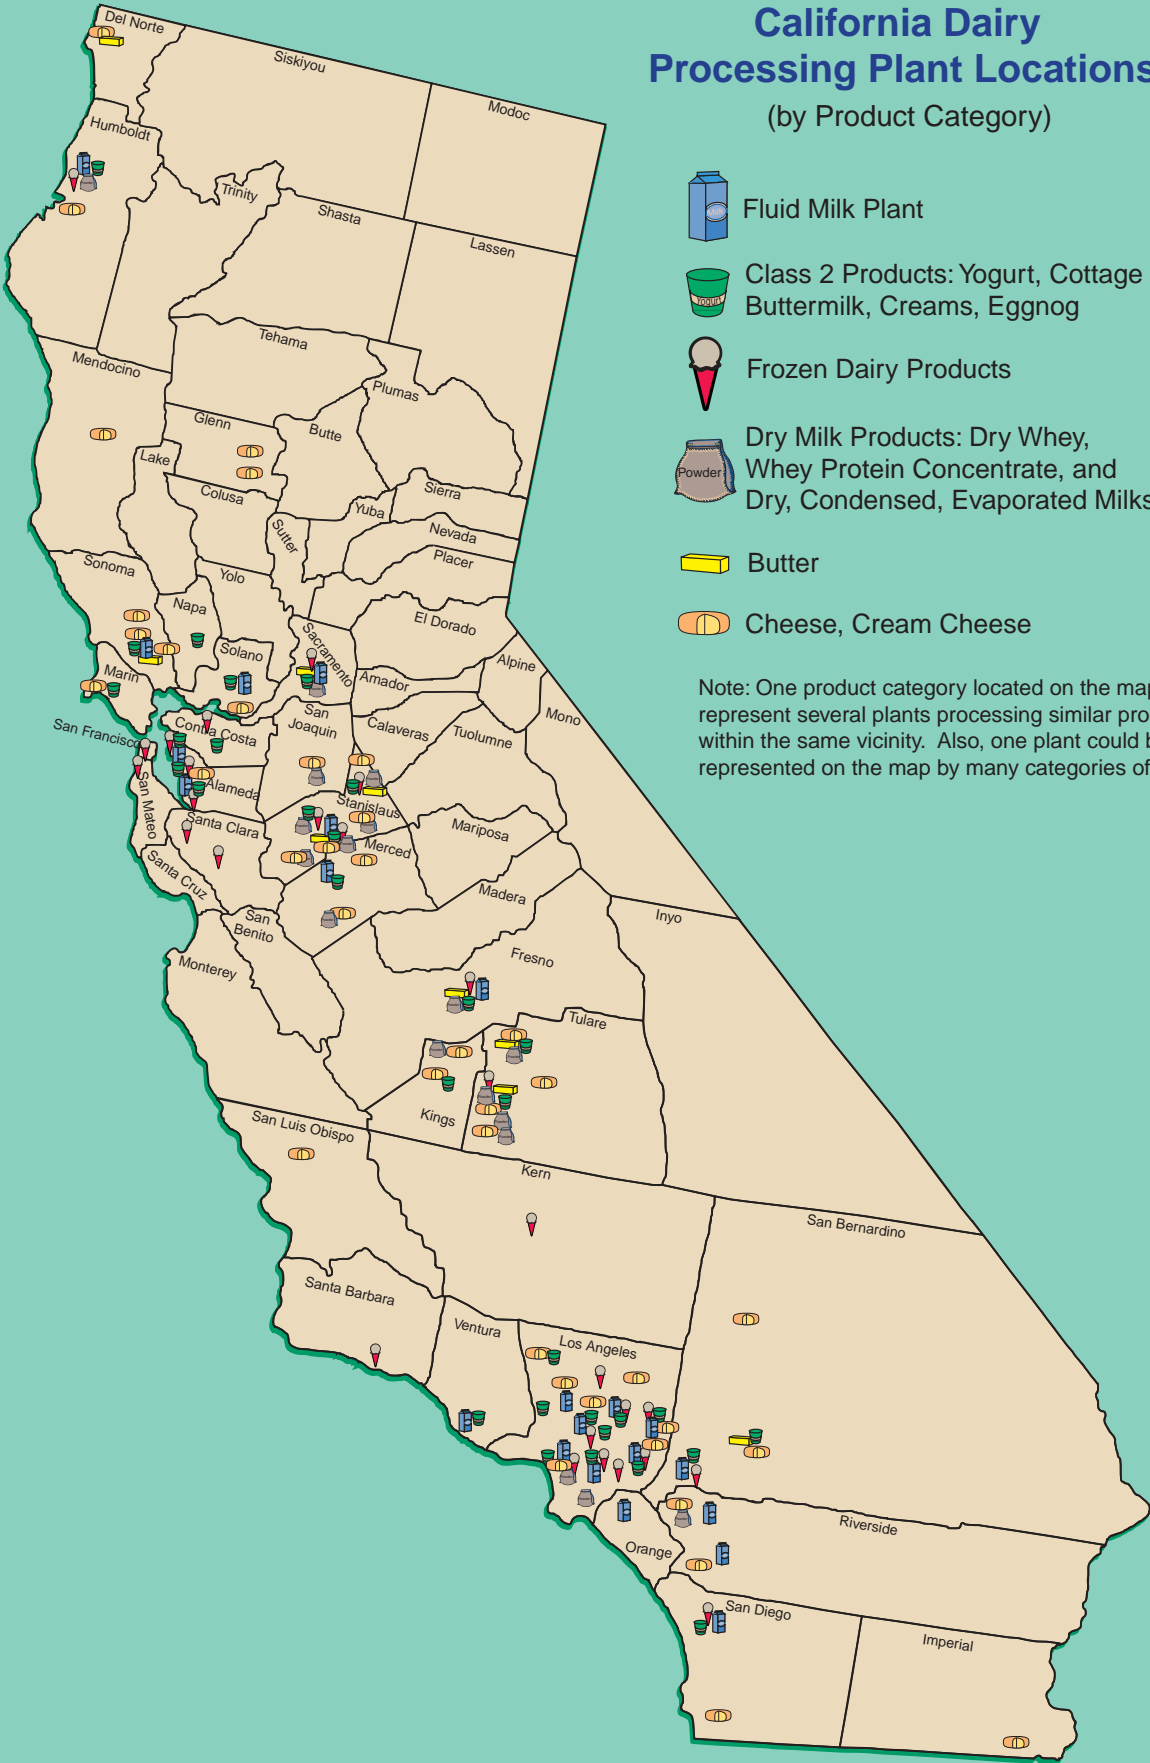 California Dairy
Processing Plant Locations
(by Product Category)
Fluid Milk Plant
Class 2 Products: Yogurt, Cottage
Buttermilk, Creams, Eggnog
Yogurt
Frozen Dairy Products
Dry Milk Products: Dry Whey,
Whey Protein Concentrate, and
Dry, Condensed, Evaporated Milks
Powder
Butter
Cheese, Cream Cheese
Note: One product category located on the map
represent several plants processing similar pro
within the same vicinity. Also, one plant could b
represented on the map by many categories of
Del Norte
Siskiyou
Modoc
Humboldt
Trinity
Shasta
Lassen
Tehama
Mendocino
Plumas
Glenn
Butte
Lake
Colusa
Sierra
Yuba
Sutter
Nevada
Placer
Sonoma
Yolo
Napa
El Dorado
Sacramento
Solano
Alpine
Marin
Amador
San
Joaquin
Mono
Contra Costa
Calaveras
Tuolumne
San Francisco
Alameda
San Mateo
Stanislaus
Santa Clara
Mariposa
Merced
Santa Cruz
Madera
San
Benito
Inyo
Monterey
Fresno
Tulare
Kings
San Luis Obispo
Kern
San Bernardino
Santa Barbara
Ventura
Los Angeles
Riverside
Orange
San Diego
Imperial